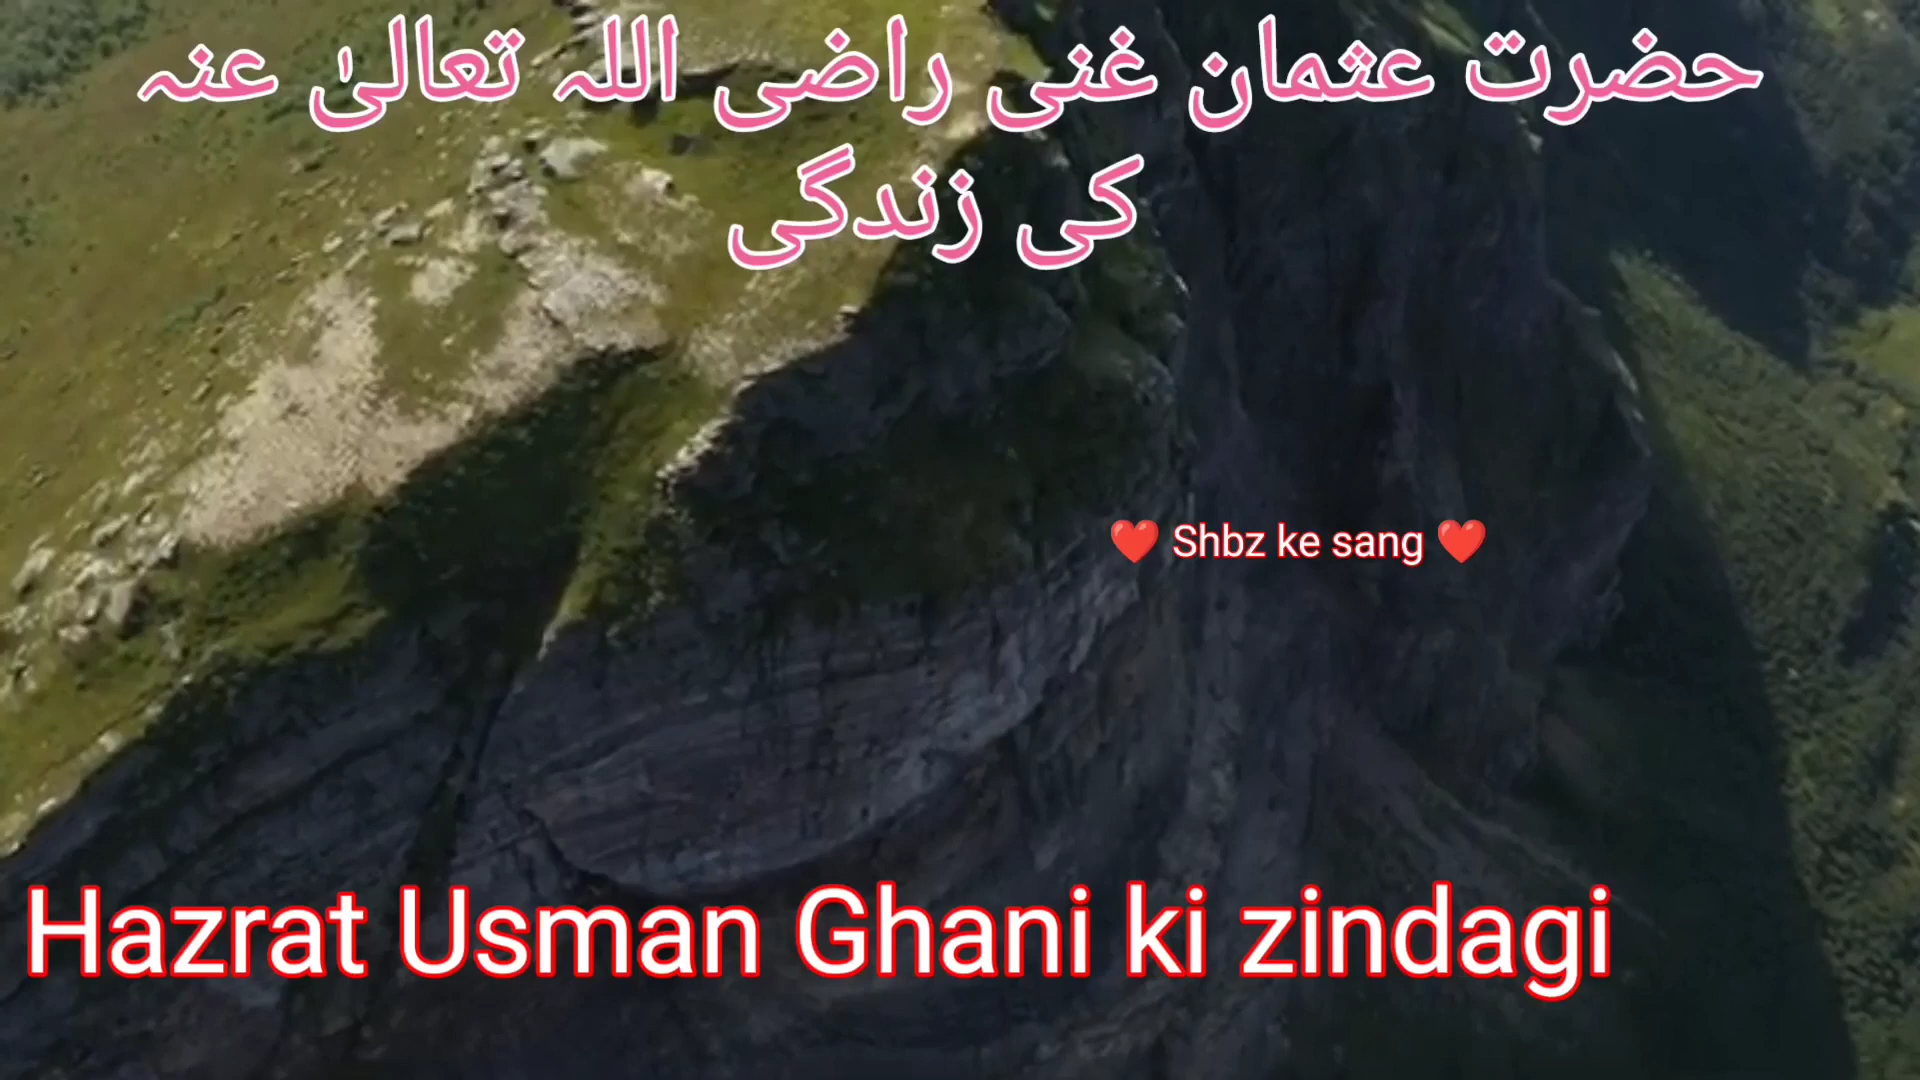 حضرت عثمان غنی راضی اللہ تعالیٰ عنہ
کی زندگی
❤️ Shbz ke sang ❤️
Hazrat Usman Ghani ki zindagi